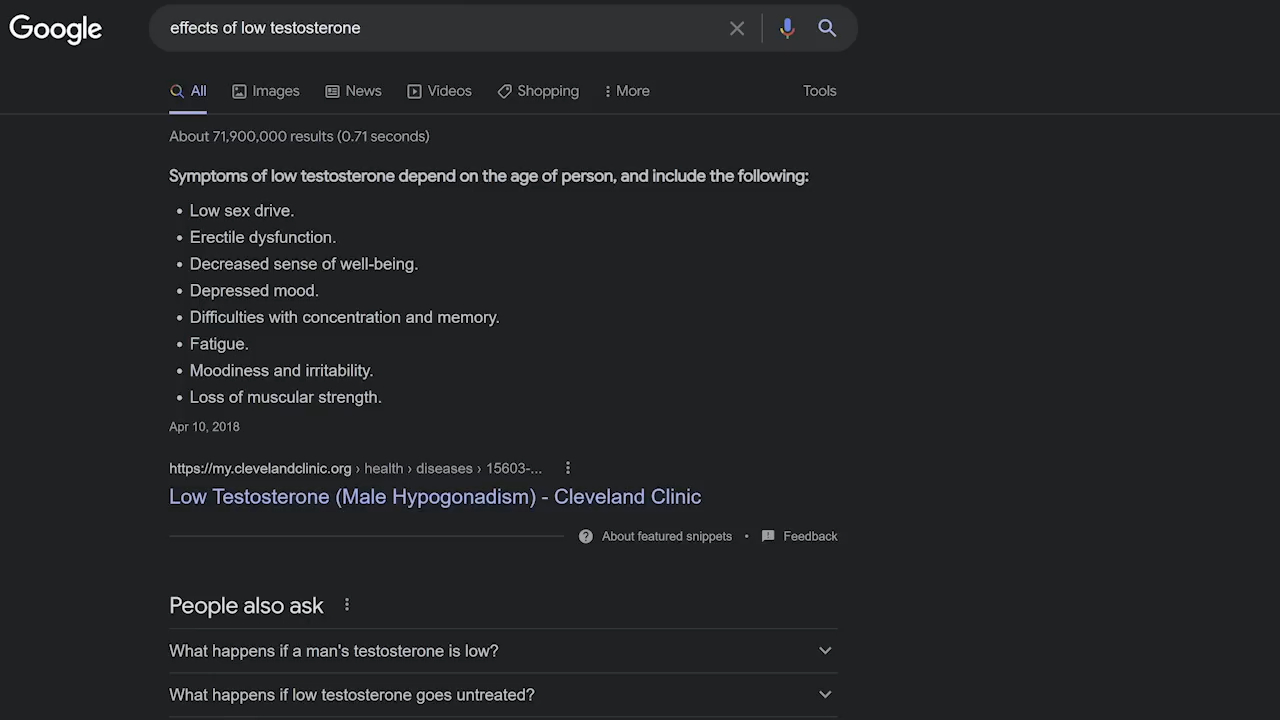 Google
effects of low testosterone
All Images News Videos Shopping More Tools
About 71,900,000 results (0.71 seconds)
Symptoms of low testosterone depend on the age of person, and include the following:
• Low sex drive.
• Erectile dysfunction.
• Decreased sense of well-being.
• Depressed mood.
• Difficulties with concentration and memory.
• Fatigue.
• Moodiness and irritability.
• Loss of muscular strength.
Apr 10, 2018
https://my.clevelandclinic.org › health › diseases › 15603-...
Low Testosterone (Male Hypogonadism) - Cleveland Clinic
About featured snippets • Feedback
People also ask
What happens if a man's testosterone is low?
What happens if low testosterone goes untreated?